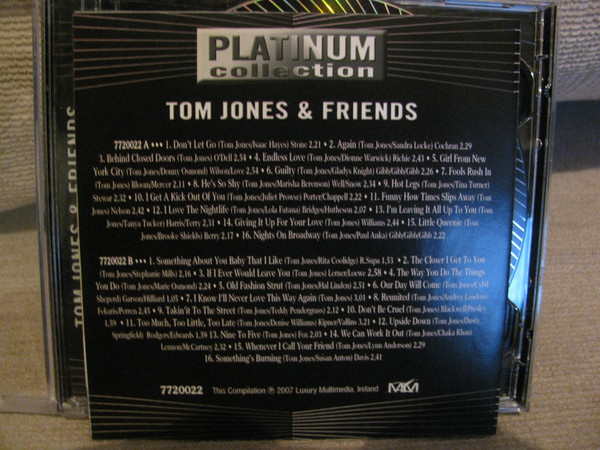 PLATINUM
collection
TOM JONES & FRIENDS
7720022 A ••• 1. Don't Let Go (Tom Jones/Isaac Hayes) Stone 2,21 • 2. Again (Tom Jones/Sandra Locke) Cochran 2,29
3. Behind Closed Doors (Tom Jones) O'Dell 2,54 • 4. Endless Love (Tom Jones/Dionne Warwick) Richie 2,43 • 5. Girl From New
York City (Tom Jones/Donny Osmond) Wilson/Love 2,54 • 6. Guilty (Tom Jones/Gladys Knight) Gibb/Gibb/Gibb 2,26 • 7. Fools Rush In
(Tom Jones) Bloom/Mercer 2,11 • 8. He's So Shy (Tom Jones/Marisha Berenson) Well/Snow 2,34 • 9. Hot Legs (Tom Jones/Tina Turner)
Stewar 2,32 • 10. I Get A Kick Out Of You (Tom Jones/Juliet Prowse) Porter/Chappell 2,22 • 11. Funny How Times Slips Away (Tom
Jones) Nelson 2,42 • 12. I Love The Nightlife (Tom Jones/Lola Fatana) Bridges/Hutheson 2,07 • 13. I'm Leaving It All Up To You (Tom
Jones/Tanya Tucker) Harris/Terry 2,31 • 14. Giving It Up For Your Love (Tom Jones) Williams 2,44 • 15. Little Queenie (Tom
Jones/Brooke Shields) Berry 2,17 • 16. Nights On Broadway (Tom Jones/Paul Anka) Gibb/Gibb/Gibb 2,22
7720022 B ••• 1. Something About You Baby That I Like (Tom Jones/Rita Coolidge) R.Supa 1,53 • 2. The Closer I Get To You
(Tom Jones/Stephanie Mills) 2,16 • 3. If I Ever Would Leave You (Tom Jones) Lerner/Loewe 2,58 • 4. The Way You Do The Things
You Do (Tom Jones/Marie Osmond) 2,24 • 5. Old Fashion Strut (Tom Jones/Hal Linden) 2,51 • 6. Our Day Will Come (Tom Jones/Cybil
Sheperd) Garson/Hilliard 1,03 • 7. I Know I'll Never Love This Way Again (Tom Jones) 3,01 • 8. Reunited (Tom Jones/Audrey Landers)
Fekaris/Perren 2,43 • 9. Takin'it To The Street (Tom Jones/Teddy Pendergrass) 2,12 • 10. Don't Be Cruel (Tom Jones) Blackwell/Presley
1,59 • 11. Too Much, Too Little, Too Late (Tom Jones/Denise Williams) Kipner/Vallins 3,21 • 12. Upside Down (Tom Jones/Dusty
Springfield) Rodgers/Edwards 1,59 13. Nine To Five (Tom Jones) Fox 2,03 • 14. We Can Work It Out (Tom Jones/Chaka Khan)
Lennon/McCartney 2,32 • 15. Whenever I Call Your Friend (Tom Jones/Lynn Anderson) 2,29
16. Something's Burning (Tom Jones/Susan Anton) Davis 2,41
7720022 This Compilation ℗ 2007 Luxury Multimedia, Ireland
TOM JONES & FRIENDS